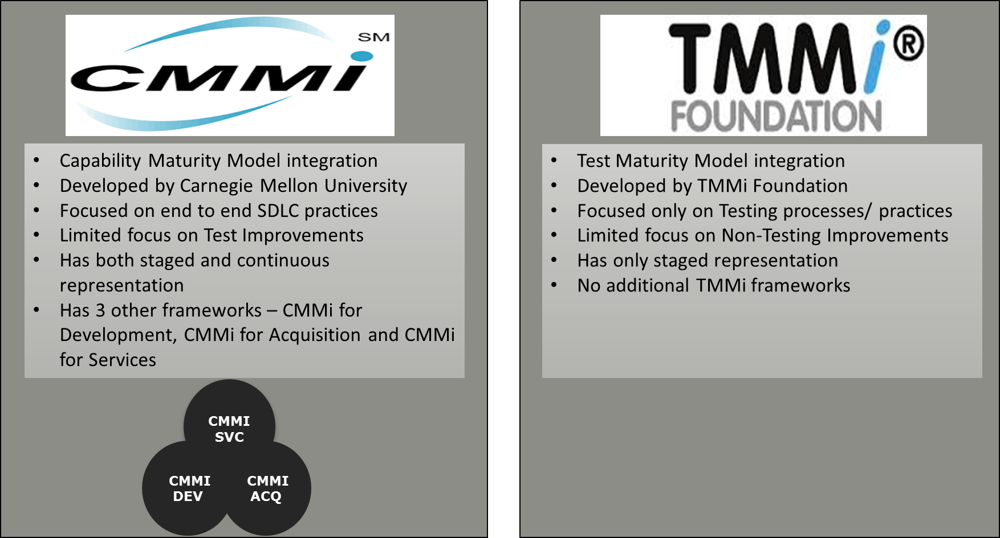 SM
CMMi
• Capability Maturity Model integration
• Developed by Carnegie Mellon University
• Focused on end to end SDLC practices
• Limited focus on Test Improvements
• Has both staged and continuous
representation
• Has 3 other frameworks – CMMi for
Development, CMMi for Acquisition and CMMi
for Services
CMMI
SVC
CMMI
DEV
CMMI
ACQ
TMMi®
FOUNDATION
• Test Maturity Model integration
• Developed by TMMi Foundation
• Focused only on Testing processes/ practices
• Limited focus on Non-Testing Improvements
• Has only staged representation
• No additional TMMi frameworks